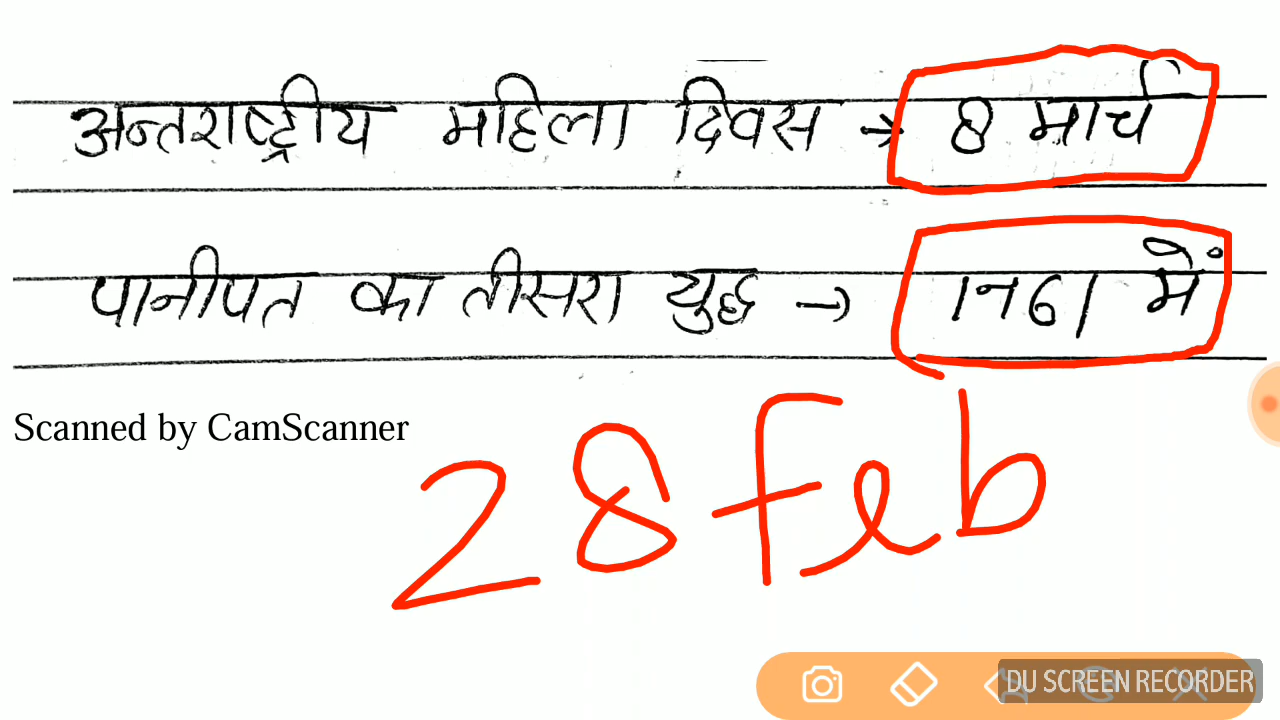 अन्तराष्ट्रीय महिला दिवस → 8 मार्च
पानीपत का तीसरा युद्ध → 1761 में
Scanned by CamScanner
28 Feb
DU SCREEN RECORDER